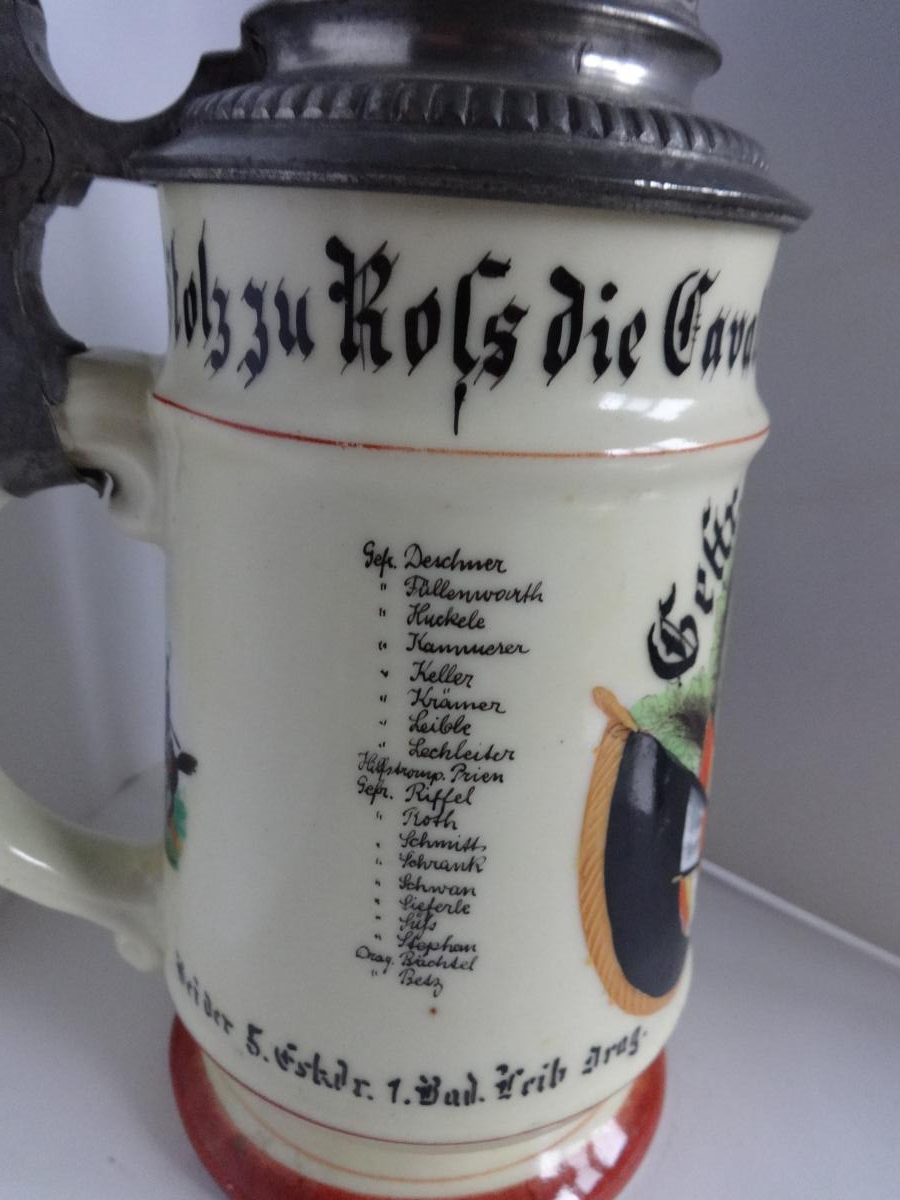 zu Roſs die
Gefr. Deschner
" Füllenwarth
" Huckele
" Kammerer
" Keller
" Krämer
" Leible
" Lechleiter
Hilfstromp. Prien
Gefr. Riffel
" Roth
" Schmitt
" Schrank
" Schwan
" Sieferle
" Süſs
" Stephan
Drag. Bächtel
" Betz
Bei der 5. Eskdr. 1. Bad. Leib Drag.